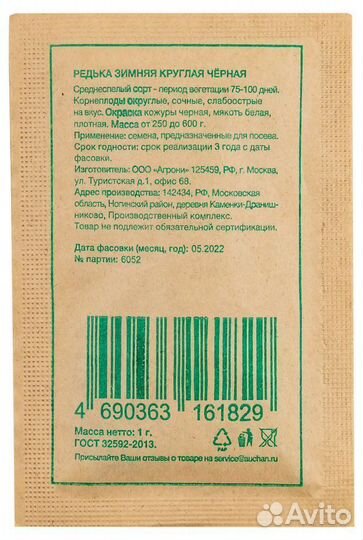 РЕДЬКА ЗИМНЯЯ КРУГЛАЯ ЧЁРНАЯ
Среднеспелый сорт - период вегетации 75-100 дней.
Корнеплоды округлые, сочные, слабоострые
на вкус. Окраска кожуры черная, мякоть белая,
плотная. Масса от 250 до 600 г.
Применение: семена, предназначенные для посева.
Срок годности: срок реализации 3 года с даты
фасовки.
Изготовитель: ООО «Агрони» 125459, РФ, г. Москва,
ул. Туристская д.1, офис 68.
Адрес производства: 142434, РФ, Московская
область, Ногинский район, деревня Каменки-Дранишниково, Производственный комплекс.
Товар не подлежит обязательной сертификации.
Дата фасовки (месяц, год): 05.2022
№ партии: 6052
4 690363 161829
Масса нетто: 1 г.
ГОСТ 32592-2013.
PAP
Присылайте Ваши отзывы о товаре на service@auchan.ru
Avito